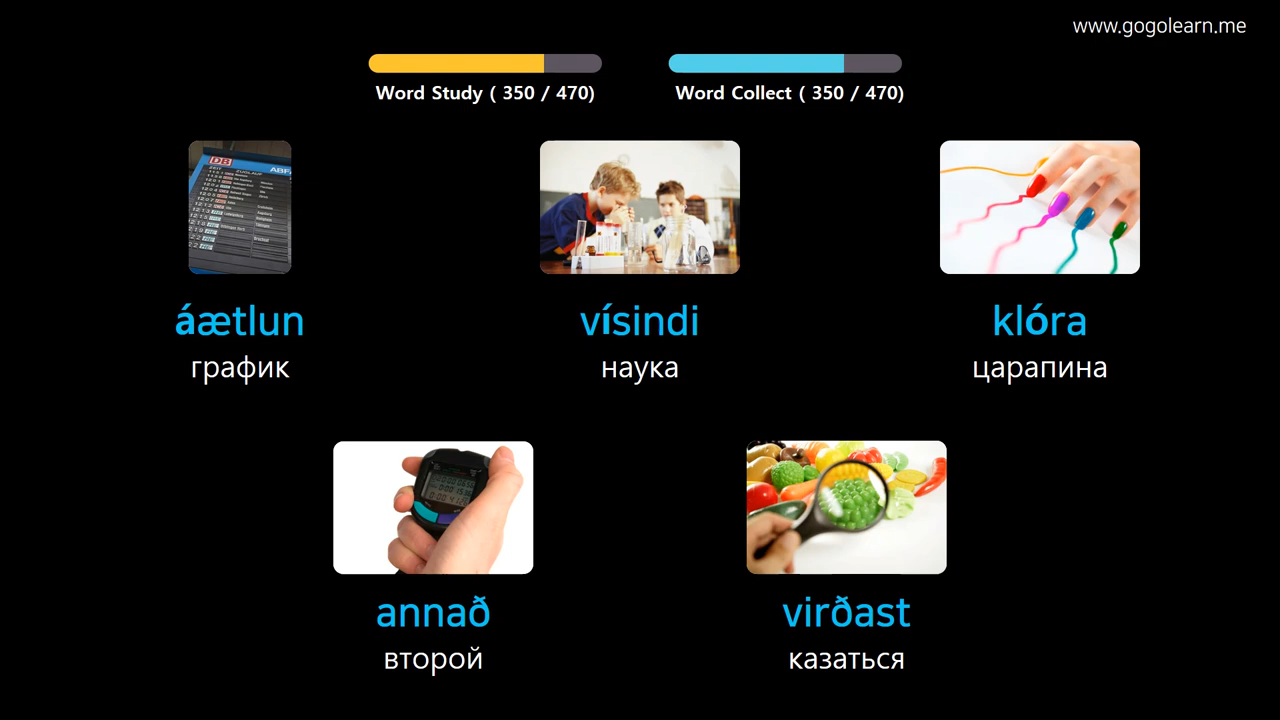 www.gogolearn.me
Word Study ( 350 / 470)
Word Collect ( 350 / 470)
DB
áætlun
график
vísindi
наука
klóra
царапина
annað
второй
virðast
казаться